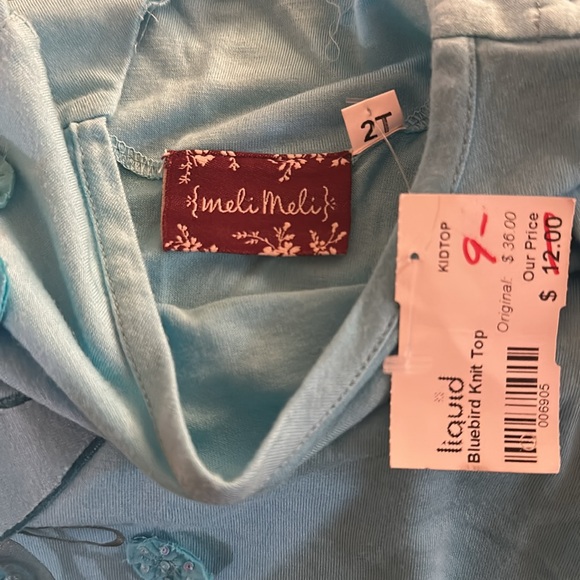 {meli Meli}
2T
KIDTOP
9-
Original: $ 36.00
Our Price
$ 12.00
liquid
Bluebird Knit Top
006905